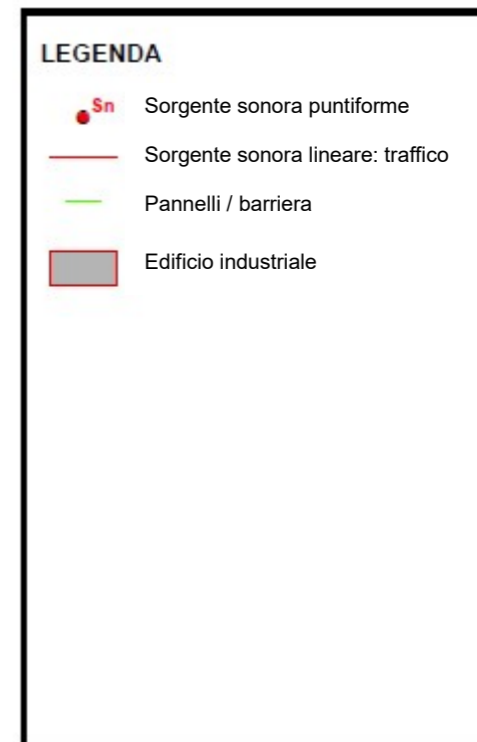 LEGENDA
Sn Sorgente sonora puntiforme
Sorgente sonora lineare: traffico
Pannelli / barriera
Edificio industriale